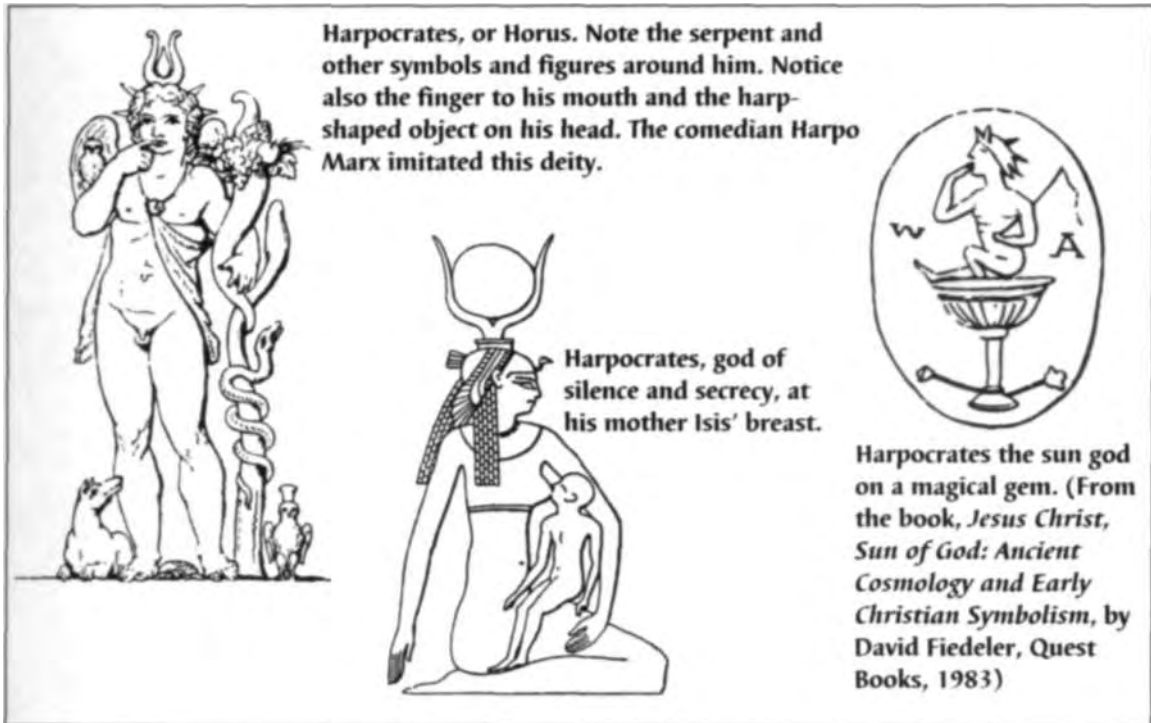 Harpocrates, or Horus. Note the serpent and
other symbols and figures around him. Notice
also the finger to his mouth and the harp-
shaped object on his head. The comedian Harpo
Marx imitated this deity.
Harpocrates, god of
silence and secrecy, at
his mother Isis' breast.
W
A
Harpocrates the sun god
on a magical gem. (From
the book, Jesus Christ,
Sun of God: Ancient
Cosmology and Early
Christian Symbolism, by
David Fiedeler, Quest
Books, 1983)